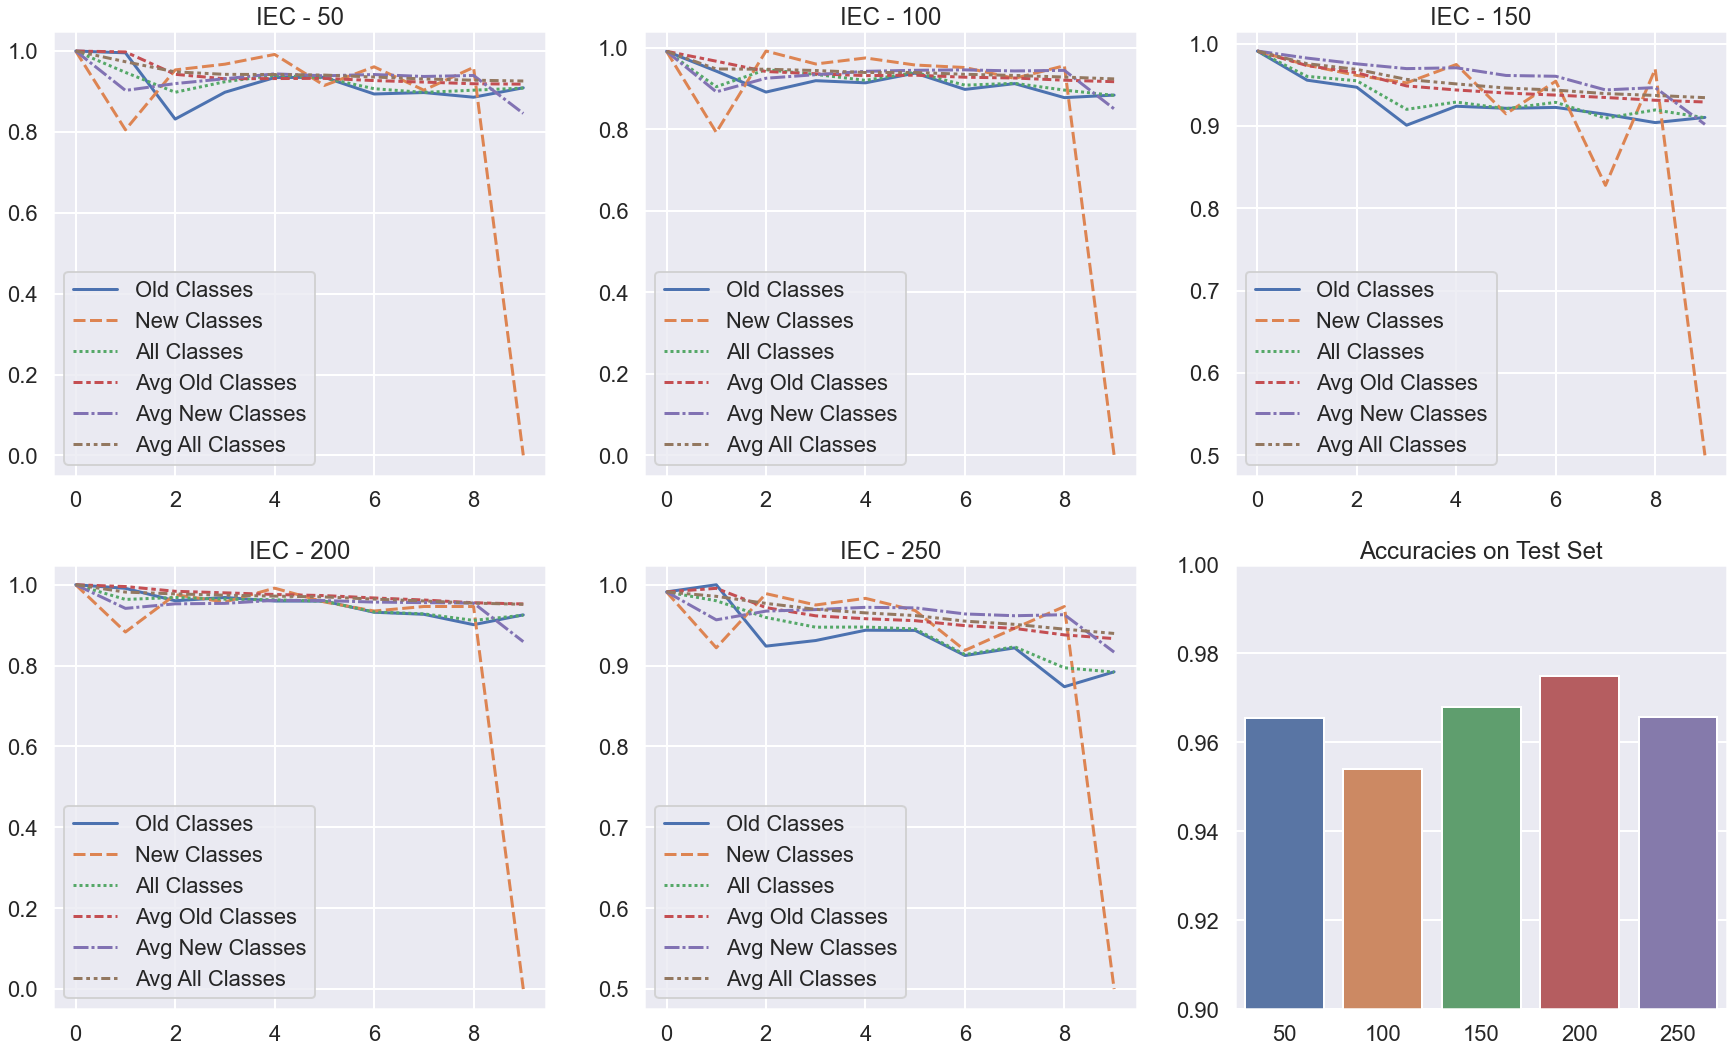 IEC - 50
1.0
0.8
0.6
0.4
0.2
0.0
Old Classes
New Classes
All Classes
Avg Old Classes
Avg New Classes
Avg All Classes
0 2 4 6 8
IEC - 100
1.0
0.8
0.6
0.4
0.2
0.0
Old Classes
New Classes
All Classes
Avg Old Classes
Avg New Classes
Avg All Classes
0 2 4 6 8
IEC - 150
1.0
0.9
0.8
0.7
0.6
0.5
Old Classes
New Classes
All Classes
Avg Old Classes
Avg New Classes
Avg All Classes
0 2 4 6 8
IEC - 200
1.0
0.8
0.6
0.4
0.2
0.0
Old Classes
New Classes
All Classes
Avg Old Classes
Avg New Classes
Avg All Classes
0 2 4 6 8
IEC - 250
1.0
0.9
0.8
0.7
0.6
0.5
Old Classes
New Classes
All Classes
Avg Old Classes
Avg New Classes
Avg All Classes
0 2 4 6 8
Accuracies on Test Set
1.00
0.98
0.96
0.94
0.92
0.90
50 100 150 200 250